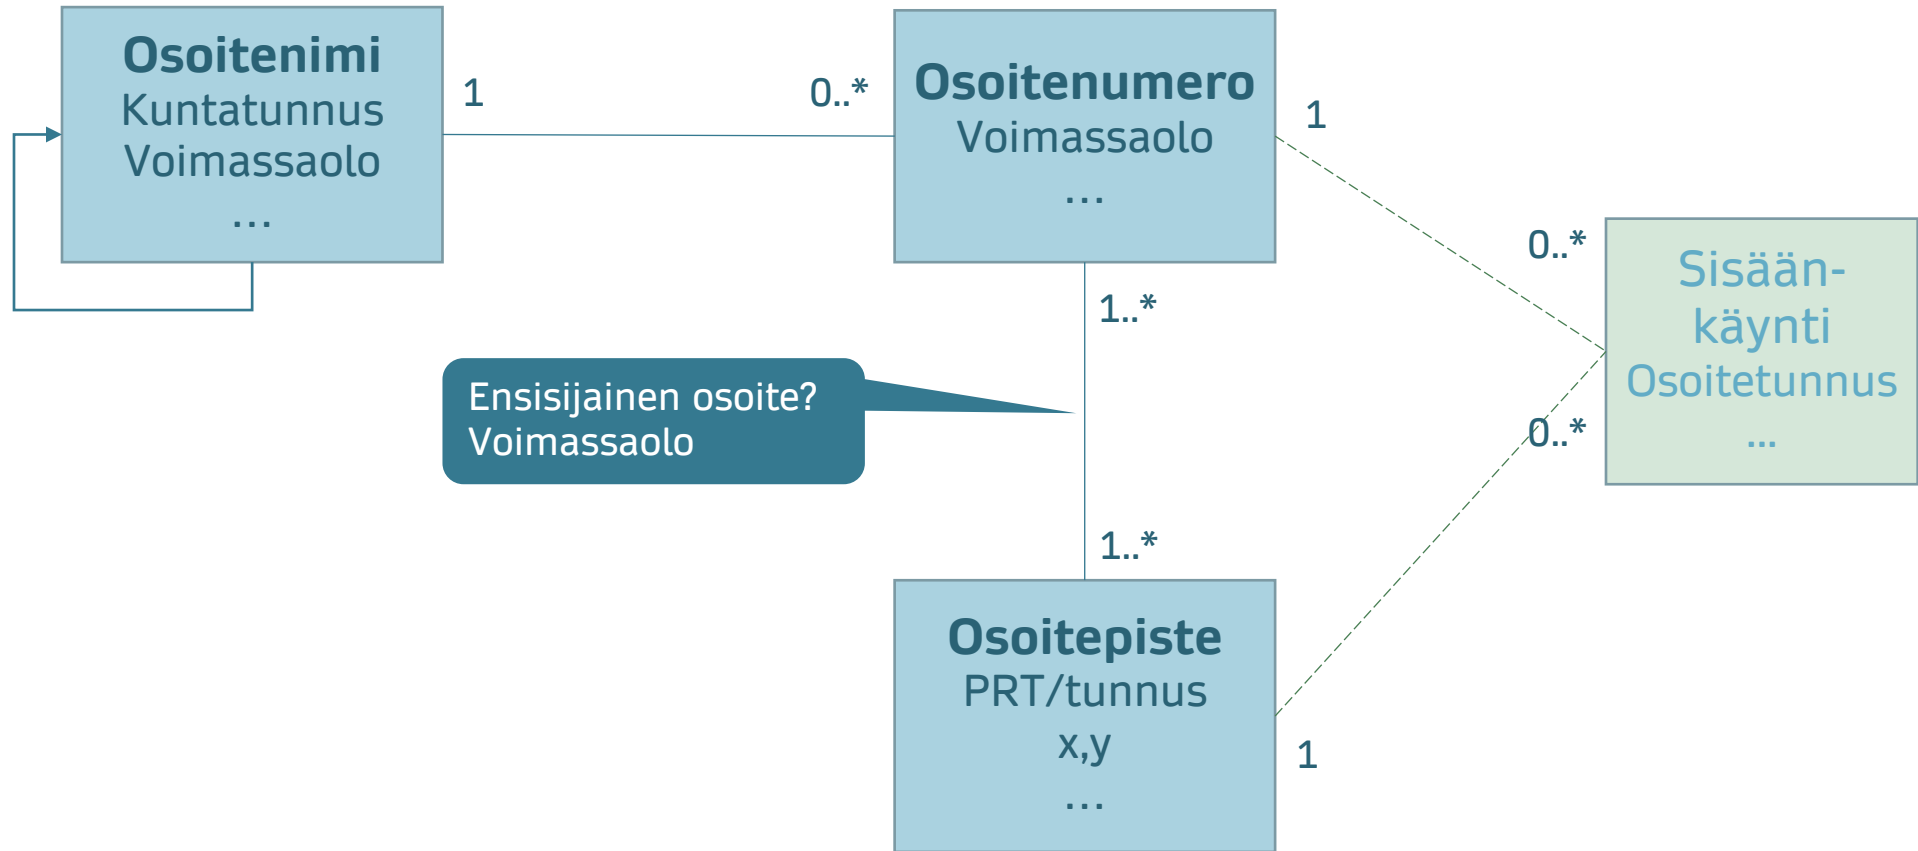 Osoitenimi
Kuntatunnus
Voimassaolo
...
1
0..*
Osoitenumero
Voimassaolo
...
1
0..*
Sisään-
käynti
Osoitetunnus
...
0..*
1..*
Ensisijainen osoite?
Voimassaolo
1..*
Osoitepiste
PRT/tunnus
x,y
...
1